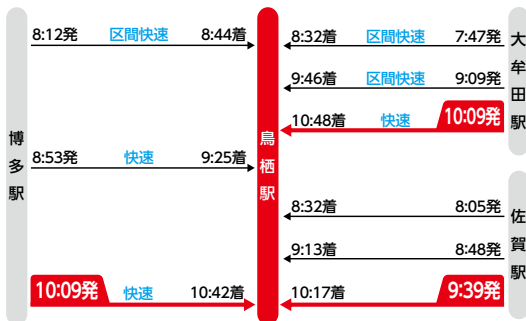 博多駅
8:12発 区間快速 8:44着
8:53発 快速 9:25着
10:09発 快速 10:42着
鳥栖駅
8:32着 区間快速 7:47発
9:46着 区間快速 9:09発
10:48着 快速 10:09発
大牟田駅
8:32着 8:05発
9:13着 8:48発
10:17着 9:39発
佐賀駅